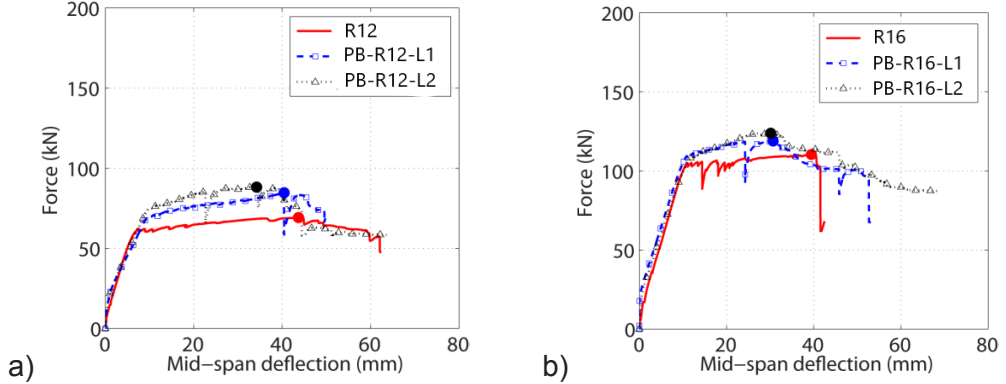 200
150
100
50
0
Force (kN)
0 20 40 60 80
Mid-span deflection (mm)
R12
PB-R12-L1
PB-R12-L2
a)
200
150
100
50
0
Force (kN)
0 20 40 60 80
Mid-span deflection (mm)
R16
PB-R16-L1
PB-R16-L2
b)